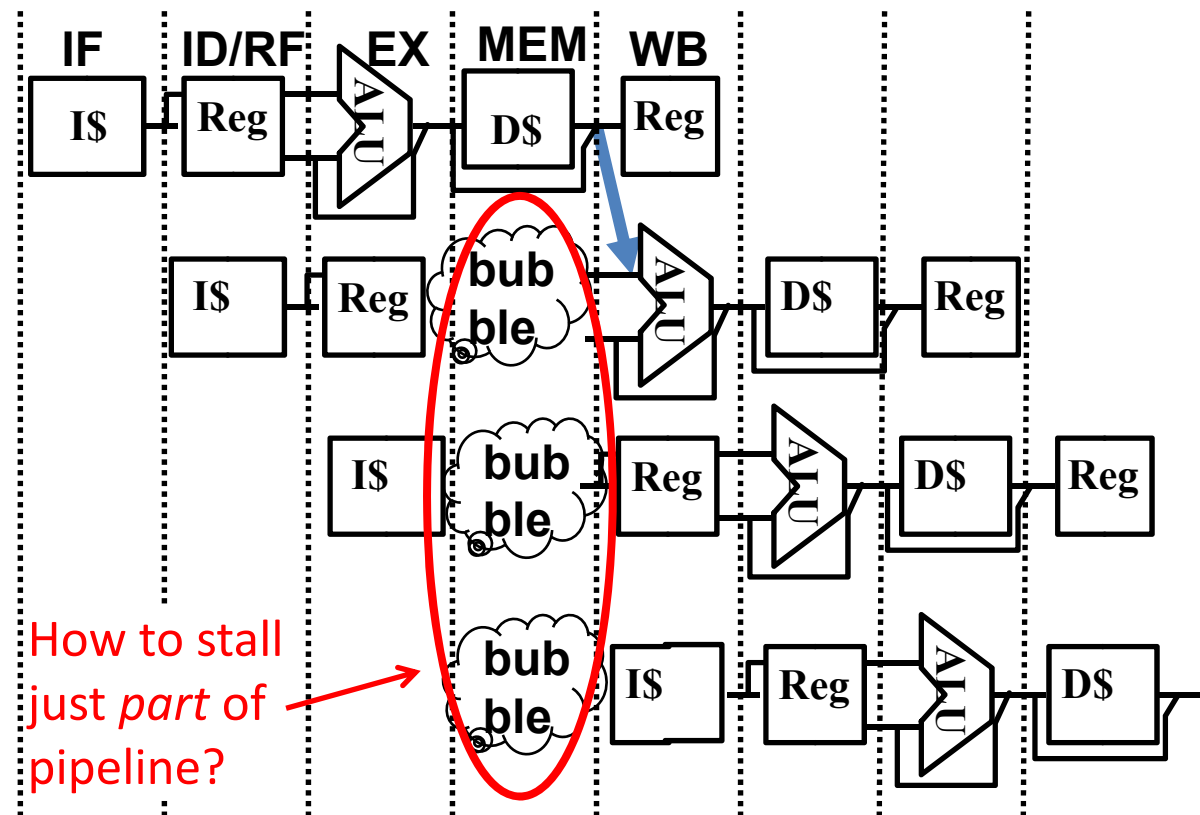 IF ID/RF EX MEM WB
I$ Reg ALU D$ Reg
I$ Reg bub ALU D$ Reg
ble
I$ bub Reg ALU D$ Reg
ble
How to stall
just part of
pipeline?
bub I$ Reg ALU D$
ble